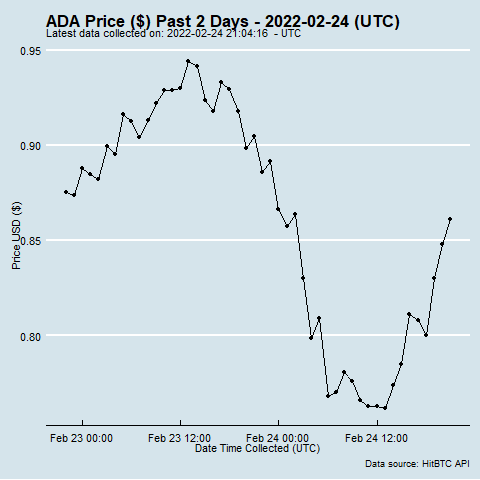 ADA Price ($) Past 2 Days - 2022-02-24 (UTC)
Latest data collected on: 2022-02-24 21:04:16 - UTC
0.95
0.90
0.85
0.80
Price USD ($)
Feb 23 00:00
Feb 23 12:00
Feb 24 00:00
Feb 24 12:00
Date Time Collected (UTC)
Data source: HitBTC API